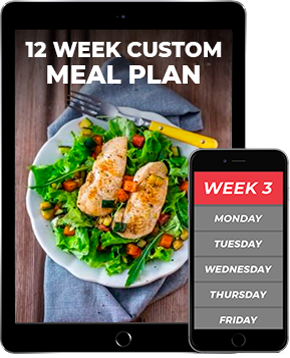 12 WEEK CUSTOM
MEAL PLAN
WEEK 3
MONDAY
TUESDAY
WEDNESDAY
THURSDAY
FRIDAY